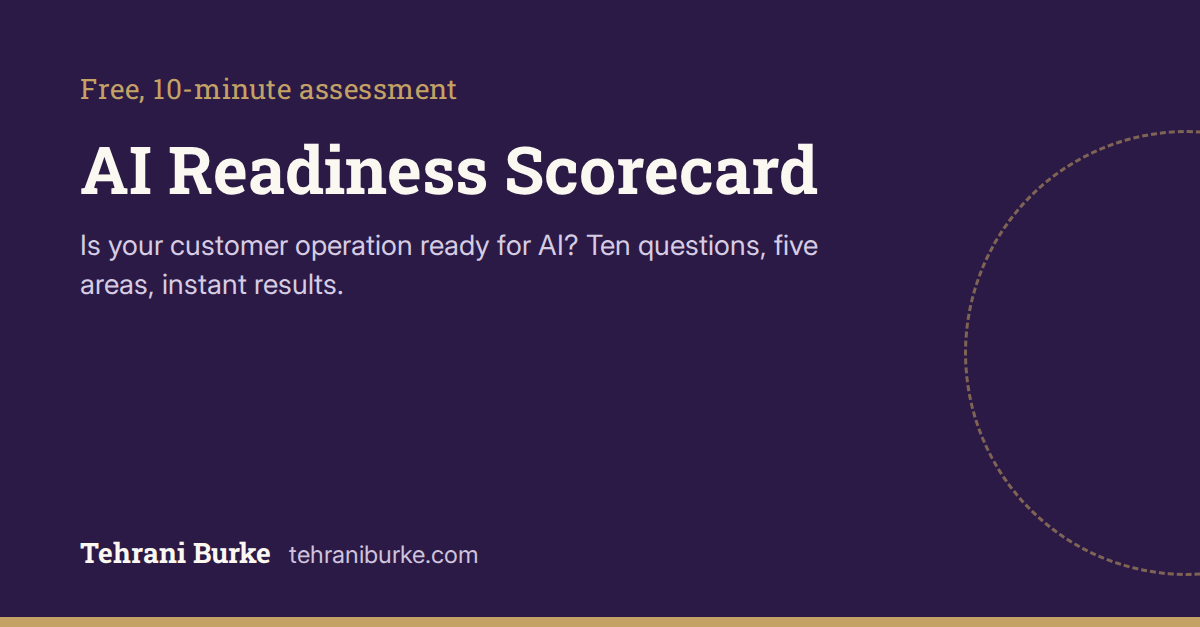 Free, 10-minute assessment
AI Readiness Scorecard
Is your customer operation ready for AI? Ten questions, five
areas, instant results.
Tehrani Burke tehraniburke.com